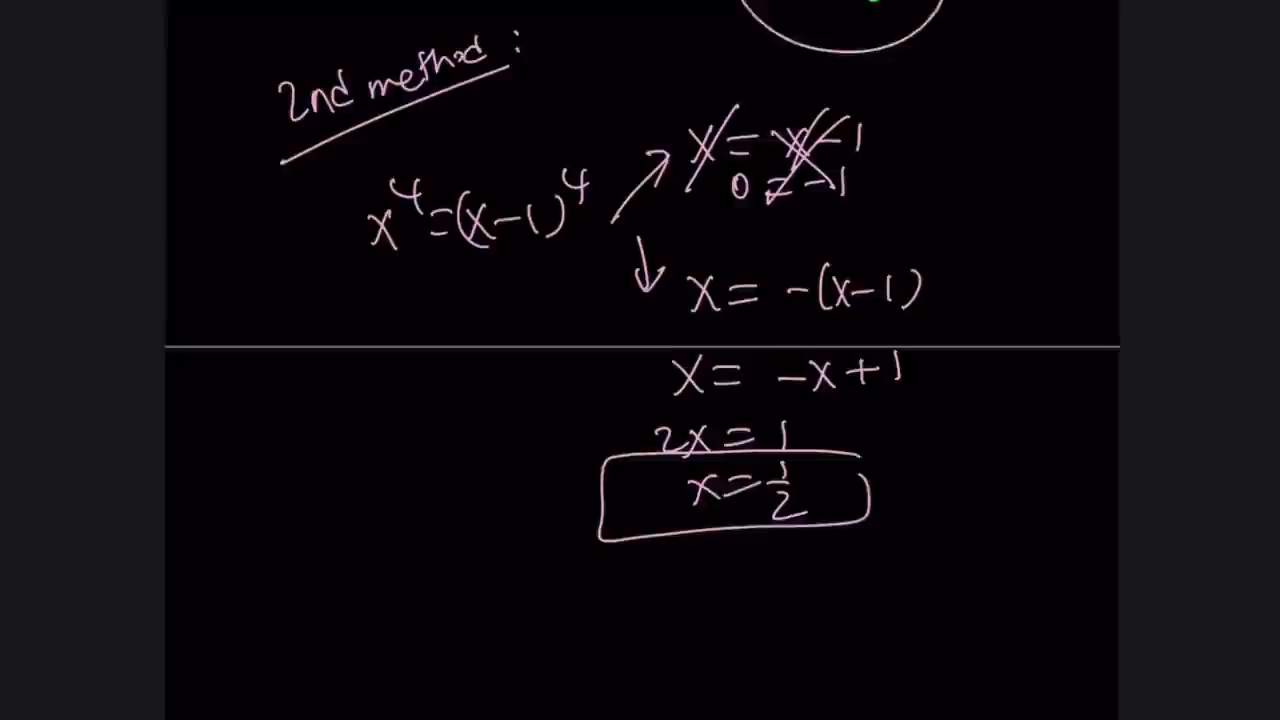 2nd method:
x = x - 1
0 = -1
x⁴ = (x-1)⁴
x = -(x-1)
x = -x + 1
2x = 1
x = 1/2